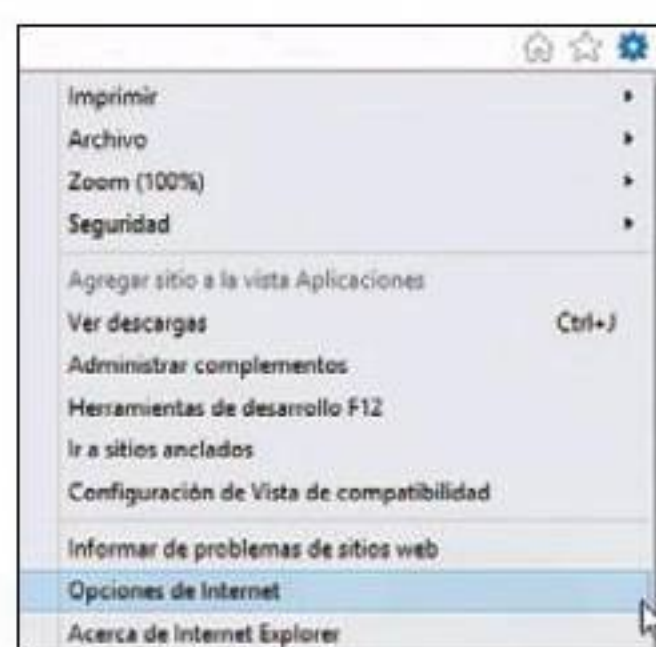 Imprimir
Archivo
Zoom (100%)
Seguridad
Agregar sitio a la vista Aplicaciones
Ver descargas Ctrl+J
Administrar complementos
Herramientas de desarrollo F12
Ir a sitios anclados
Configuración de Vista de compatibilidad
Informar de problemas de sitios web
Opciones de Internet
Acerca de Internet Explorer